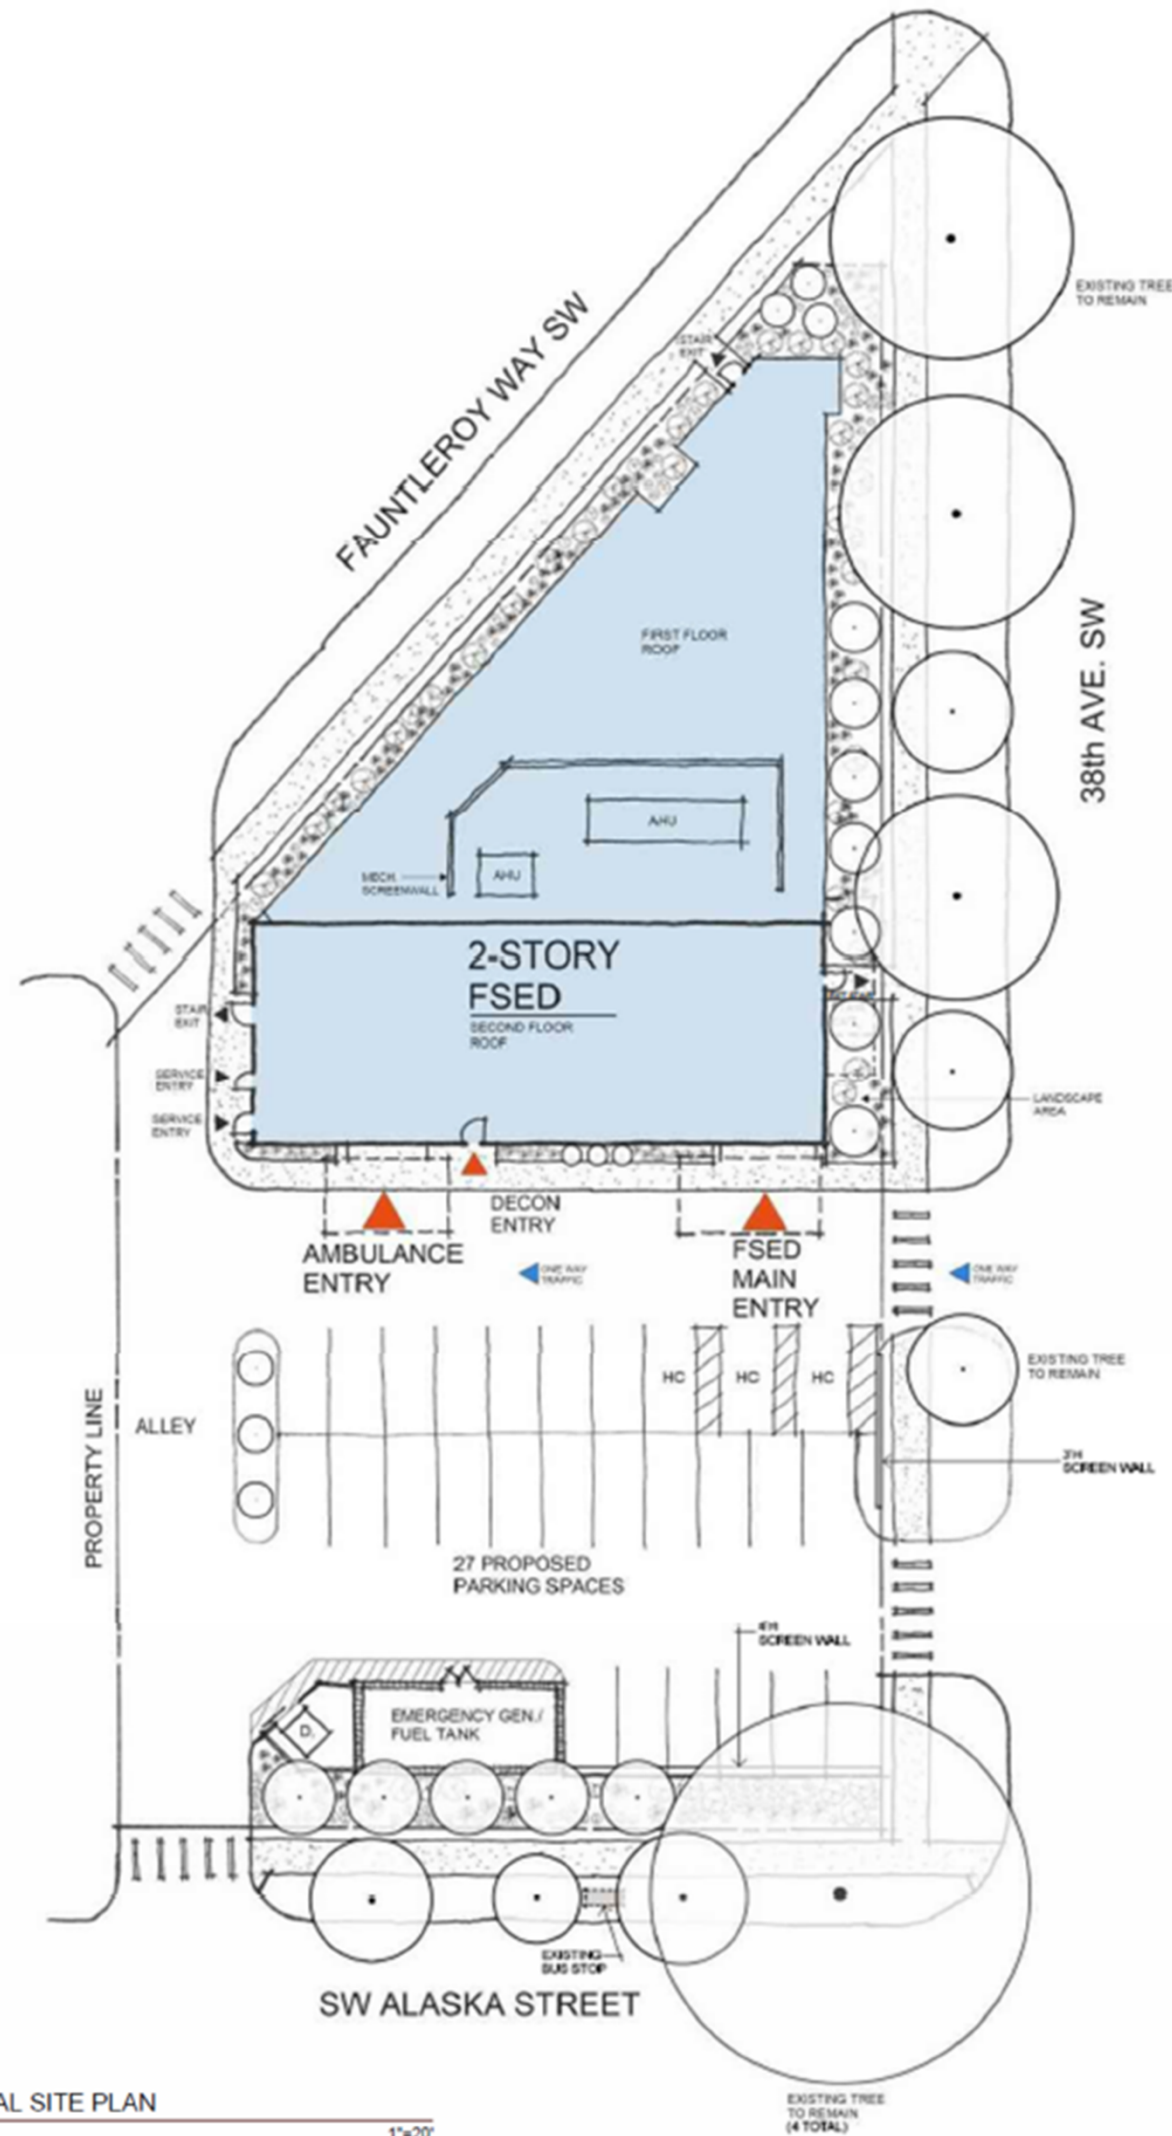 EXISTING TREE
TO REMAIN
STAIR
EXIT
FAUNTLEROY WAY SW
FIRST FLOOR
ROOF
38th AVE. SW
AHU
MECH.
SCREENWALL
AHU
2-STORY
FSED
SECOND FLOOR
ROOF
STAIR
EXIT
SERVICE
ENTRY
SERVICE
ENTRY
LANDSCAPE
AREA
DECON
ENTRY
AMBULANCE
ENTRY
FSED
MAIN
ENTRY
ONE WAY
TRAFFIC
ONE WAY
TRAFFIC
HC
HC
HC
EXISTING TREE
TO REMAIN
PROPERTY LINE
ALLEY
3'H
SCREEN WALL
27 PROPOSED
PARKING SPACES
SCREEN WALL
EMERGENCY GEN./
FUEL TANK
D.
EXISTING
BUS STOP
SW ALASKA STREET
AL SITE PLAN
1"=20'
EXISTING TREE
TO REMAIN
(4 TOTAL)